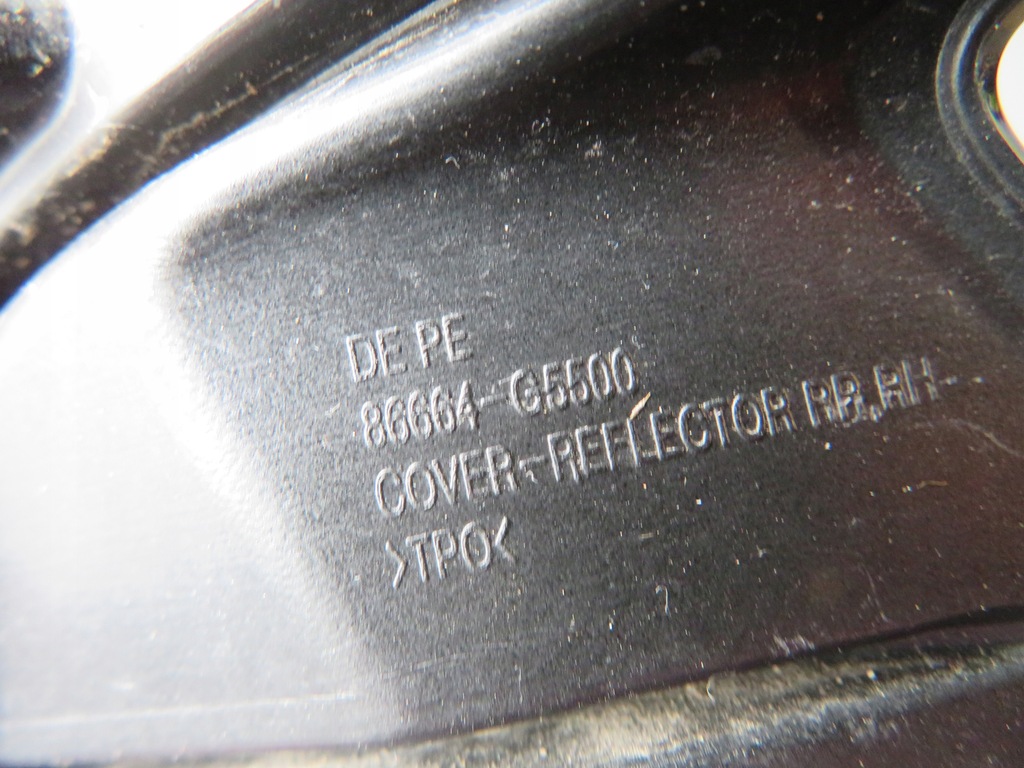 DE PE
86664-G5500
COVER-REFLECTOR RR,RH-
>TPO<